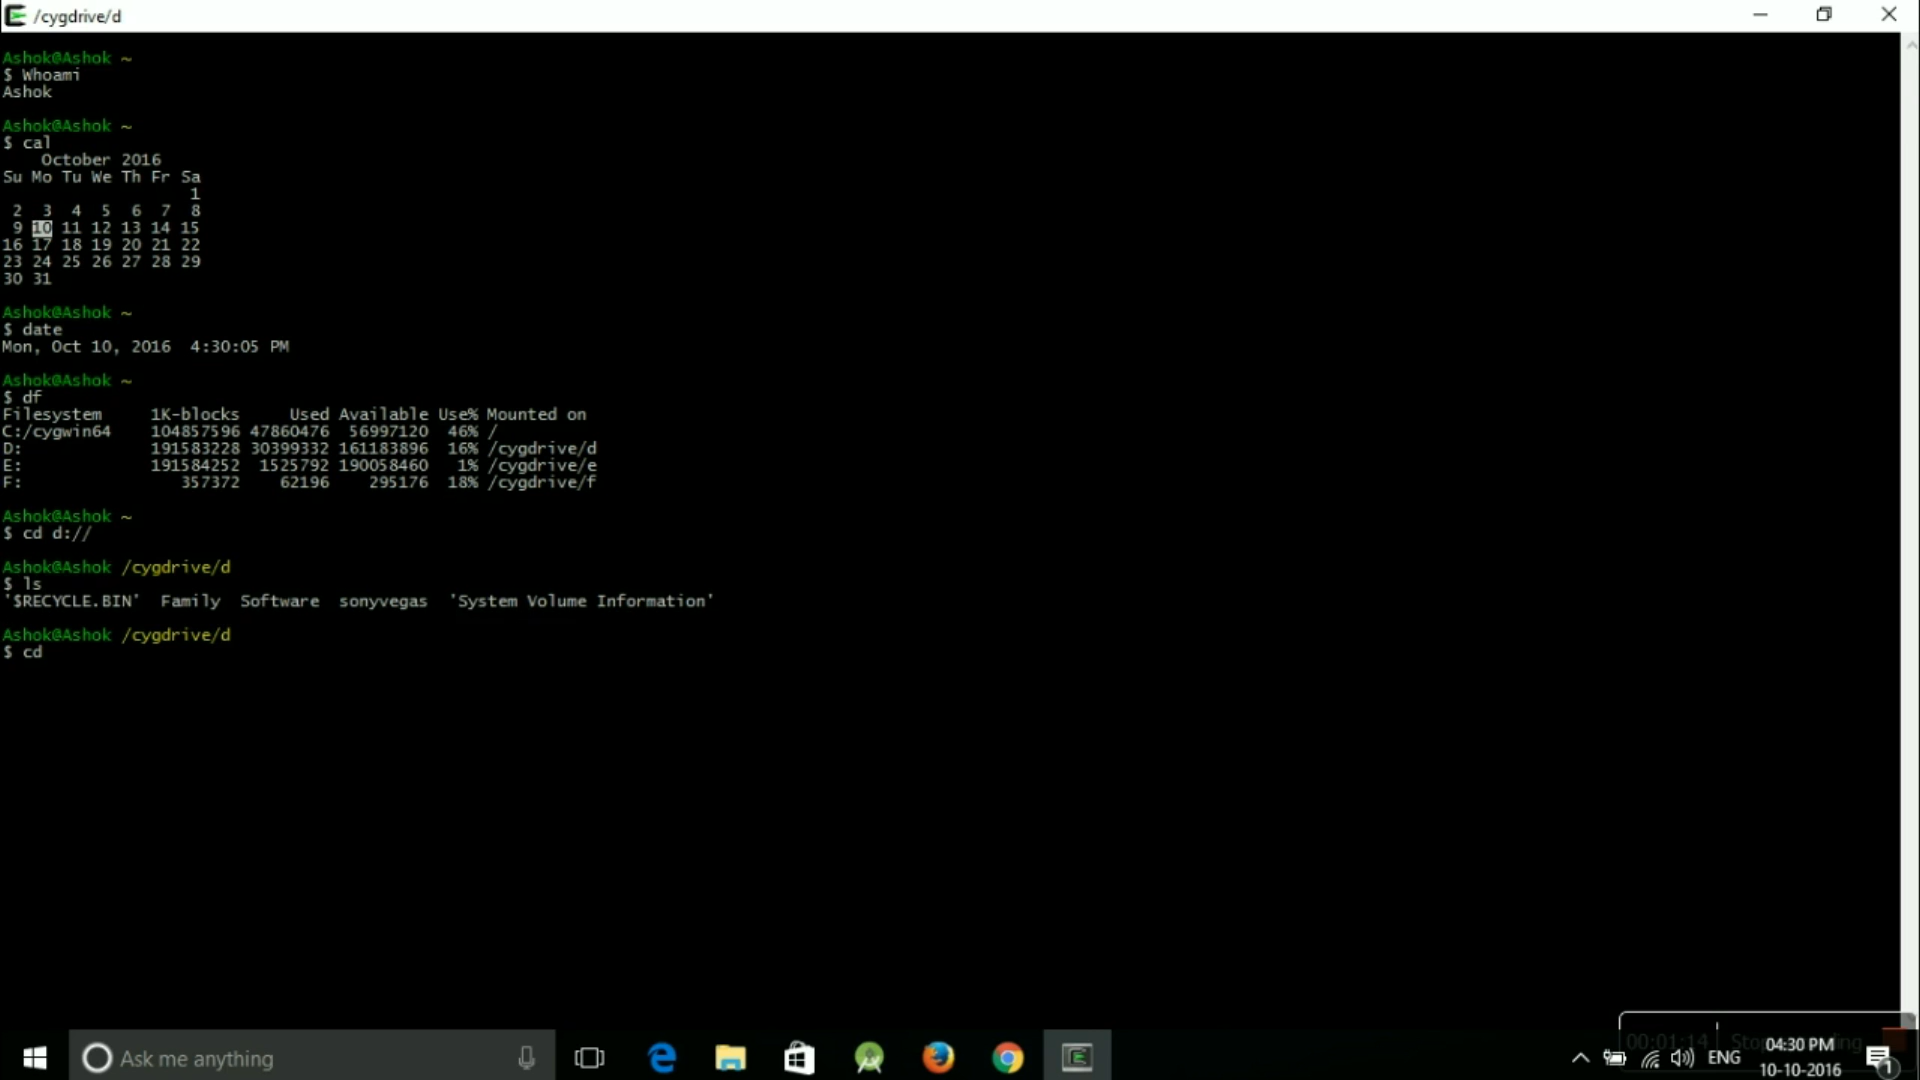 /cygdrive/d
Ashok@Ashok ~
$ Whoami
Ashok
Ashok@Ashok ~
$ cal
October 2016
Su Mo Tu We Th Fr Sa
1
2 3 4 5 6 7 8
9 10 11 12 13 14 15
16 17 18 19 20 21 22
23 24 25 26 27 28 29
30 31
Ashok@Ashok ~
$ date
Mon, Oct 10, 2016 4:30:05 PM
Ashok@Ashok ~
$ df
Filesystem 1K-blocks Used Available Use% Mounted on
C:/cygwin64 104857596 47860476 56997120 46% /
D: 191583228 30399332 161183896 16% /cygdrive/d
E: 191584252 1525792 190058460 1% /cygdrive/e
F: 357372 62196 295176 18% /cygdrive/f
Ashok@Ashok ~
$ cd d://
Ashok@Ashok /cygdrive/d
$ ls
'$RECYCLE.BIN' Family Software sonyvegas 'System Volume Information'
Ashok@Ashok /cygdrive/d
$ cd
00:01:14
Ask me anything
ENG
04:30 PM
10-10-2016
1